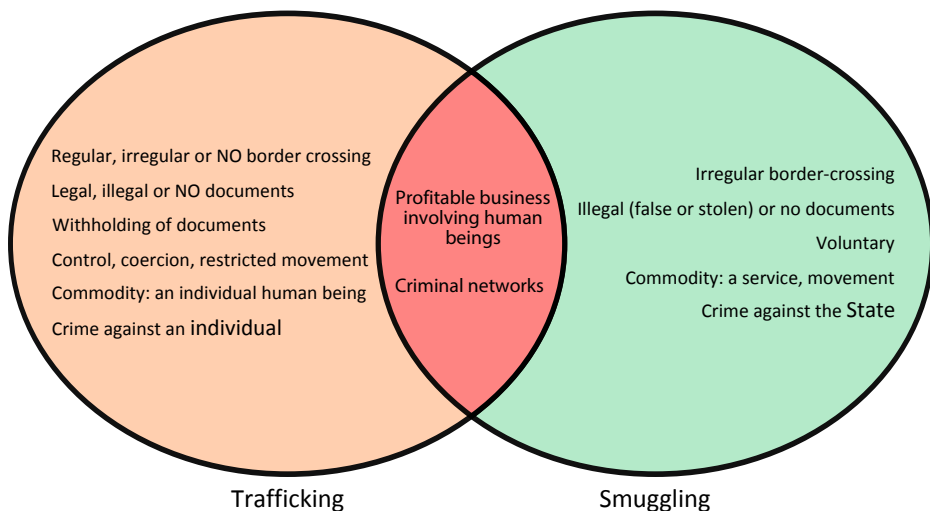 Regular, irregular or NO border crossing
Legal, illegal or NO documents
Withholding of documents
Control, coercion, restricted movement
Commodity: an individual human being
Crime against an individual
Profitable business
involving human
beings
Criminal networks
Irregular border-crossing
Illegal (false or stolen) or no documents
Voluntary
Commodity: a service, movement
Crime against the State
Trafficking
Smuggling